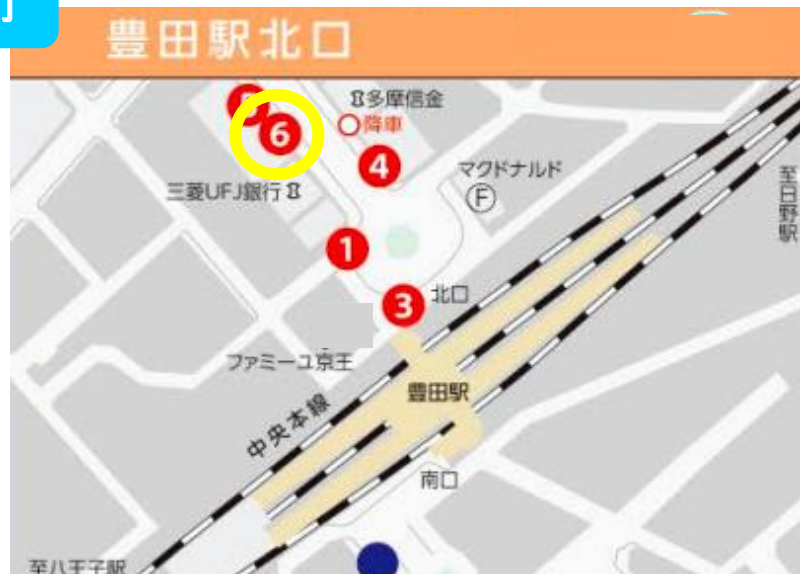 豊田駅北口
多摩信金
降車
6
4
マクドナルド
F
三菱UFJ銀行
至日野駅
1
3
北口
ファミーユ京王
豊田駅
中央本線
南口
至八王子駅